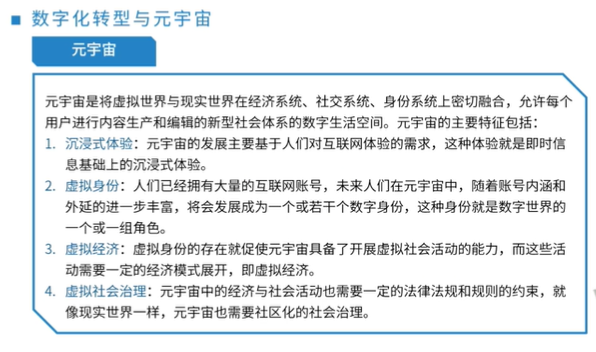 数字化转型与元宇宙
元宇宙
元宇宙是将虚拟世界与现实世界在经济系统、社交系统、身份系统上密切融合，允许每个
用户进行内容生产和编辑的新型社会体系的数字生活空间。元宇宙的主要特征包括：
1. 沉浸式体验：元宇宙的发展主要基于人们对互联网体验的需求，这种体验就是即时信
息基础上的沉浸式体验。
2. 虚拟身份：人们已经拥有大量的互联网账号，未来人们在元宇宙中，随着账号内涵和
外延的进一步丰富，将会发展成为一个或若干个数字身份，这种身份就是数字世界的
一个或一组角色。
3. 虚拟经济：虚拟身份的存在就促使元宇宙具备了开展虚拟社会活动的能力，而这些活
动需要一定的经济模式展开，即虚拟经济。
4. 虚拟社会治理：元宇宙中的经济与社会活动也需要一定的法律法规和规则的约束，就
像现实世界一样，元宇宙也需要社区化的社会治理。